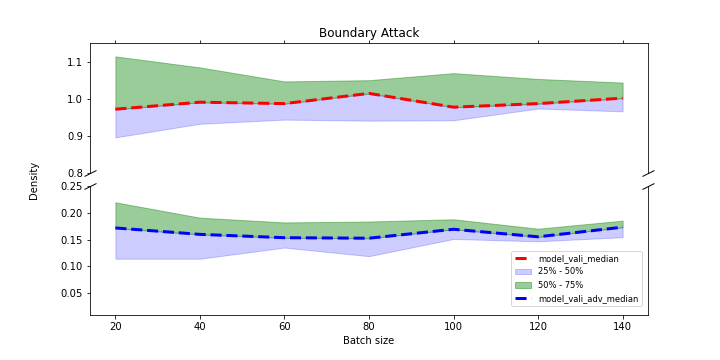 Boundary Attack
1.1
1.0
0.9
0.8
0.25
0.20
0.15
0.10
0.05
Density
20 40 60 80 100 120 140
Batch size
model_vali_median
25% - 50%
50% - 75%
model_vali_adv_median